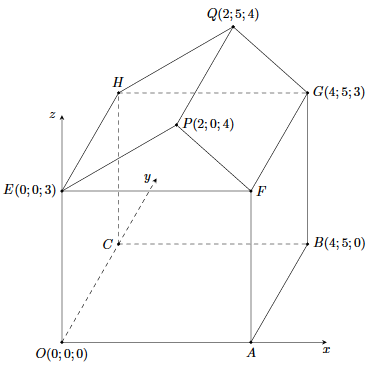 Q(2;5;4)
H
G(4;5;3)
z
P(2;0;4)
y
E(0;0;3)
F
C
B(4;5;0)
O(0;0;0)
A
x